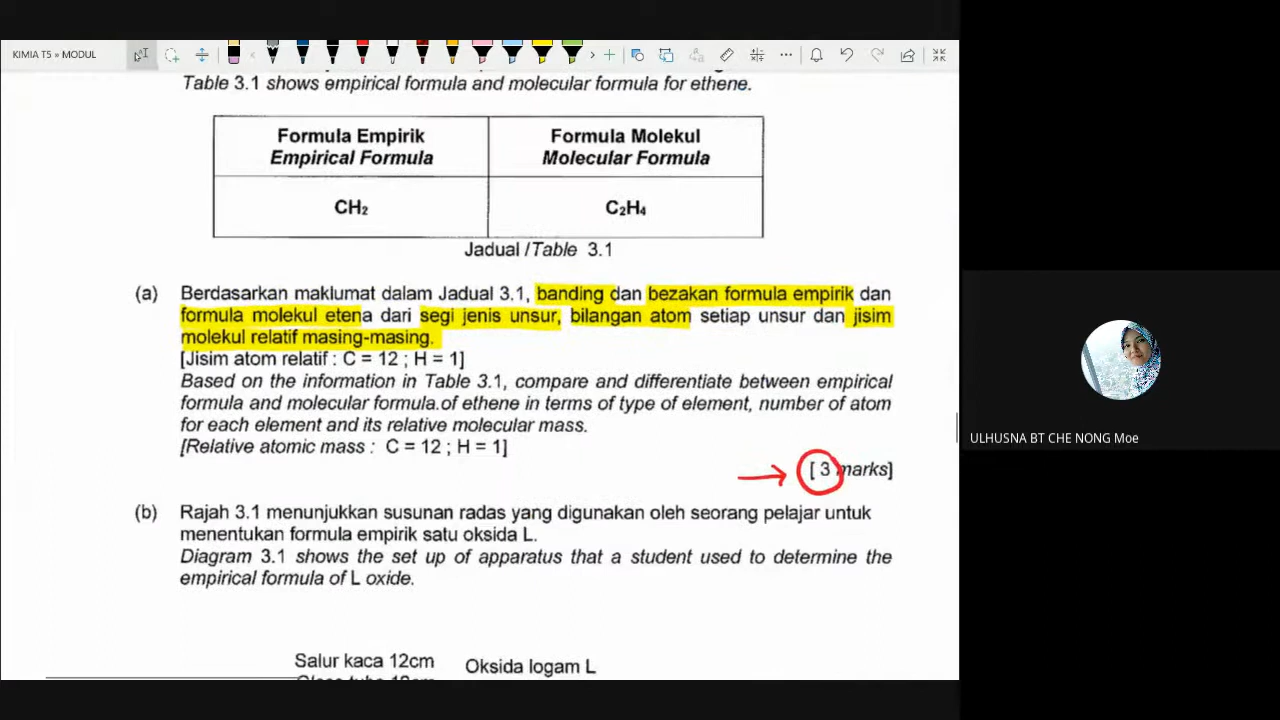 KIMIA T5 » MODUL
Table 3.1 shows empirical formula and molecular formula for ethene.
Formula Empirik
Empirical Formula
Formula Molekul
Molecular Formula
CH₂
C₂H₄
Jadual /Table 3.1
(a) Berdasarkan maklumat dalam Jadual 3.1, banding dan bezakan formula empirik dan
formula molekul etena dari segi jenis unsur, bilangan atom setiap unsur dan jisim
molekul relatif masing-masing.
[Jisim atom relatif : C = 12 ; H = 1]
Based on the information in Table 3.1, compare and differentiate between empirical
formula and molecular formula.of ethene in terms of type of element, number of atom
for each element and its relative molecular mass.
[Relative atomic mass : C = 12 ; H = 1]
[ 3 marks]
(b) Rajah 3.1 menunjukkan susunan radas yang digunakan oleh seorang pelajar untuk
menentukan formula empirik satu oksida L.
Diagram 3.1 shows the set up of apparatus that a student used to determine the
empirical formula of L oxide.
Salur kaca 12cm
Oksida logam L
ULHUSNA BT CHE NONG Moe